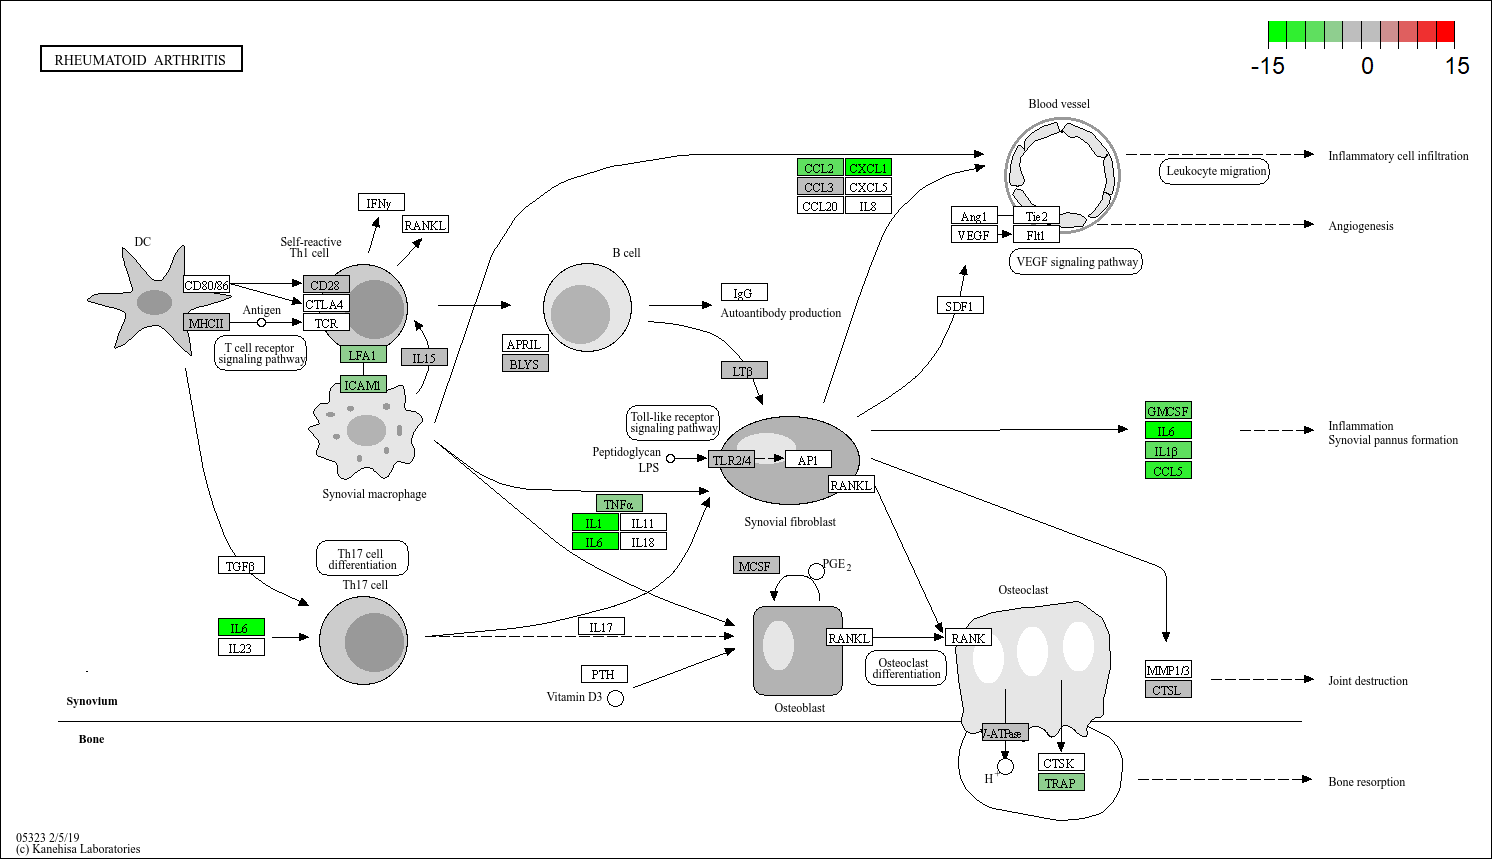 RHEUMATOID ARTHRITIS
-15 0 15
Blood vessel
Inflammatory cell infiltration
CCL2 CXCL1
Leukocyte migration
CCL3 CXCL5
CCL20 IL8
IFNγ
RANKL
Ang1 Tie2
Angiogenesis
VEGF Flt1
DC
Self-reactive
Th1 cell
B cell
VEGF signaling pathway
CD80/86 CD28
CTLA4
IgG
SDF1
Antigen
Autoantibody production
MHCII TCR
T cell receptor
signaling pathway
APRIL
LFA1 IL15
BLYS
LTβ
ICAM1
Toll-like receptor
signaling pathway
GMCSF
IL6
Inflammation
Synovial pannus formation
IL1β
CCL5
Peptidoglycan
LPS
TLR2/4 AP1
RANKL
Synovial macrophage
TNFα
IL1 IL11
IL6 IL18
Synovial fibroblast
Th17 cell
differentiation
TGFβ
MCSF PGE2
Th17 cell
Osteoclast
IL6
IL23
IL17
RANKL RANK
Osteoclast
differentiation
PTH
Vitamin D3
MMP1/3
CTSL
Joint destruction
Synovium
Osteoblast
Bone
V-ATPase
CTSK
H+
TRAP
Bone resorption
05323 2/5/19
(c) Kanehisa Laboratories